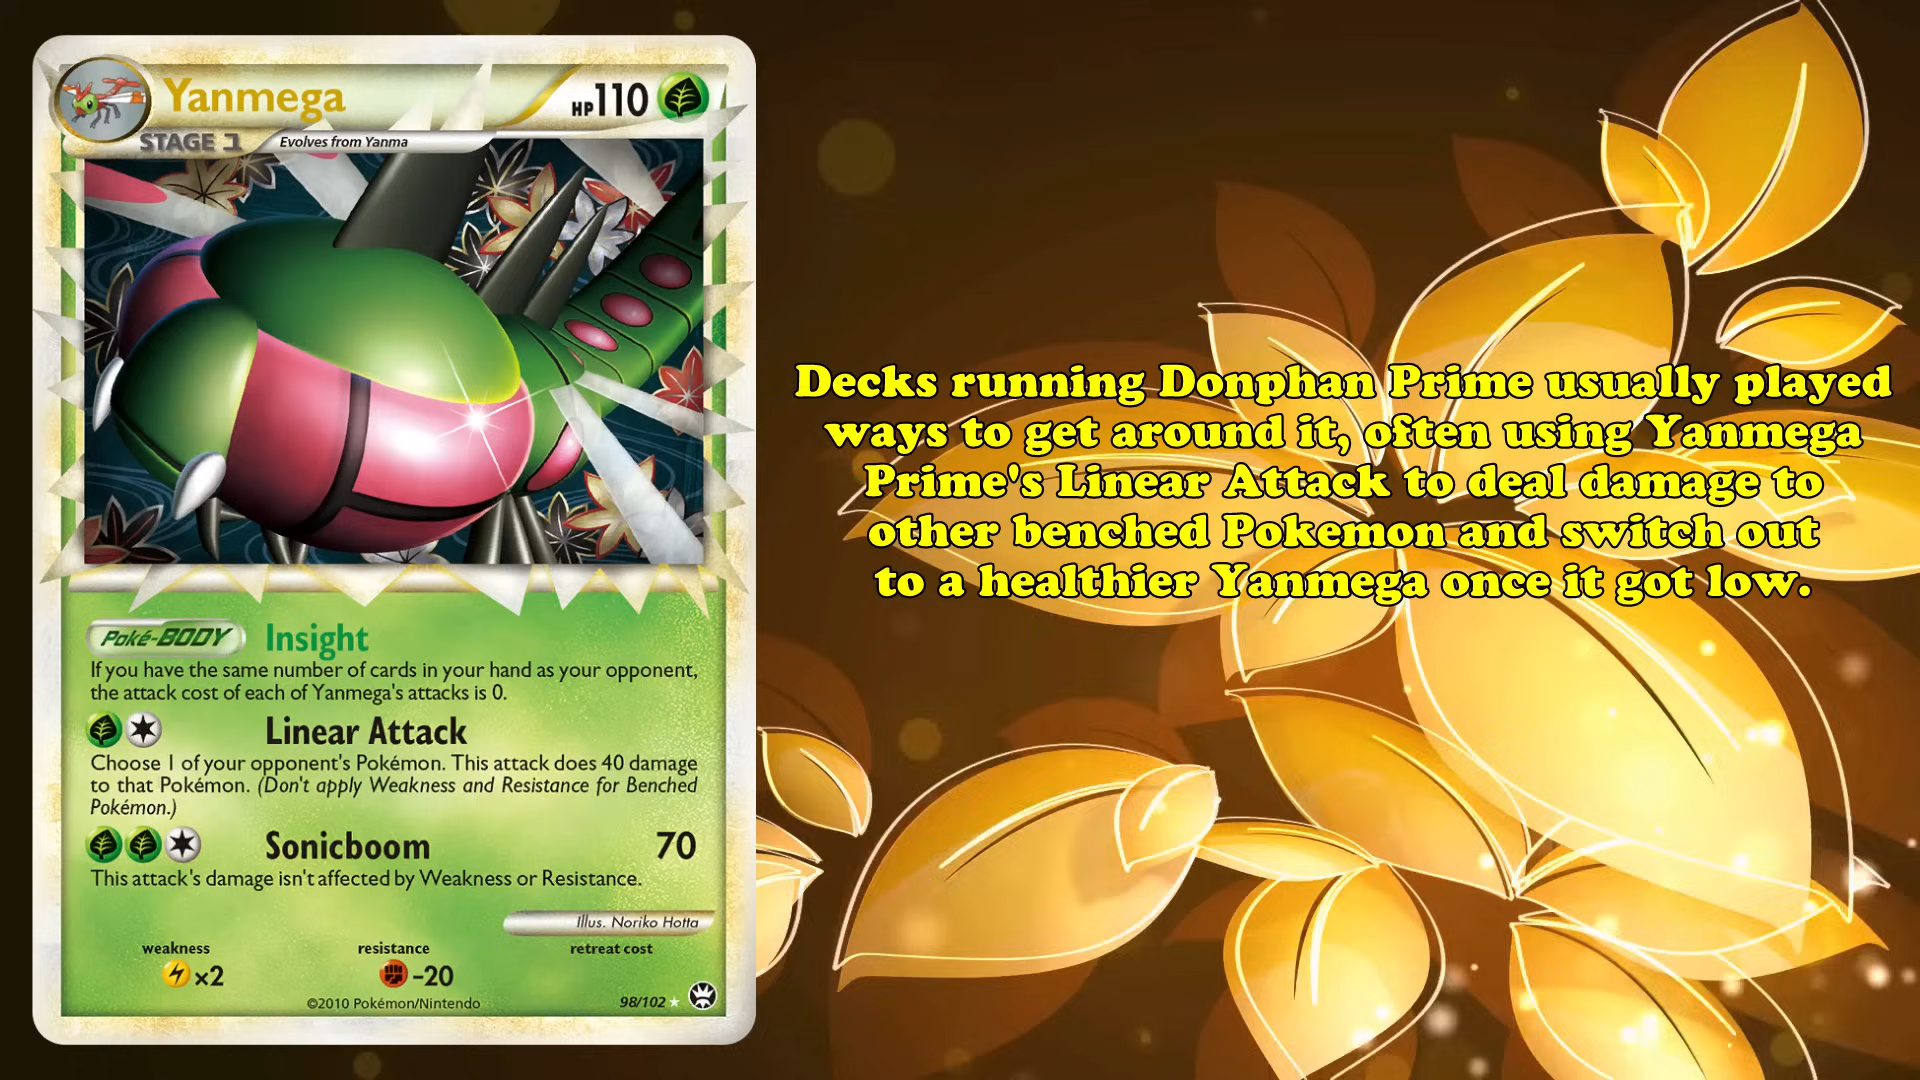 Yanmega
HP110
STAGE 1
Evolves from Yanma
Poké-BODY Insight
If you have the same number of cards in your hand as your opponent,
the attack cost of each of Yanmega's attacks is 0.
Linear Attack
Choose 1 of your opponent's Pokémon. This attack does 40 damage
to that Pokémon. (Don't apply Weakness and Resistance for Benched
Pokémon.)
Sonicboom 70
This attack's damage isn't affected by Weakness or Resistance.
Illus. Noriko Hotta
weakness resistance retreat cost
×2 -20
©2010 Pokémon/Nintendo 98/102
Decks running Donphan Prime usually played
ways to get around it, often using Yanmega
Prime's Linear Attack to deal damage to
other benched Pokemon and switch out
to a healthier Yanmega once it got low.